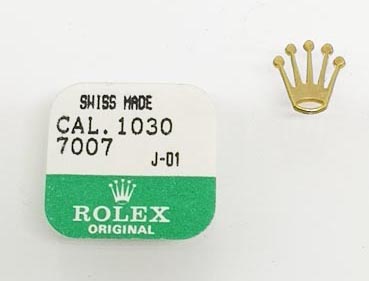 SWISS MADE
CAL. 1030
7007
J-01
ROLEX
ORIGINAL